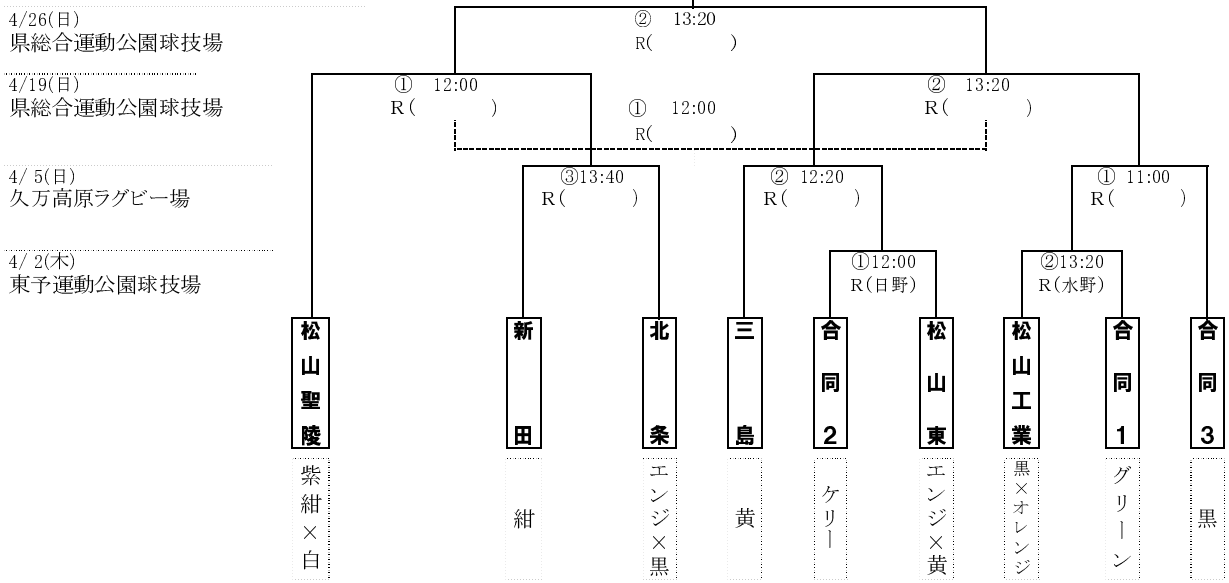 4/26(日)
県総合運動公園球技場
② 13:20
R( )
4/19(日)
県総合運動公園球技場
① 12:00
R( )
① 12:00
R( )
② 13:20
R( )
4/ 5(日)
久万高原ラグビー場
③13:40
R( )
② 12:20
R( )
① 11:00
R( )
4/ 2(木)
東予運動公園球技場
①12:00
R(日野)
②13:20
R(水野)
松山聖陵
新田
北条
三島
合同2
松山東
松山工業
合同1
合同3
紫紺×白
紺
エンジ×黒
黄
ケリー
エンジ×黄
黒×オレンジ
グリーン
黒